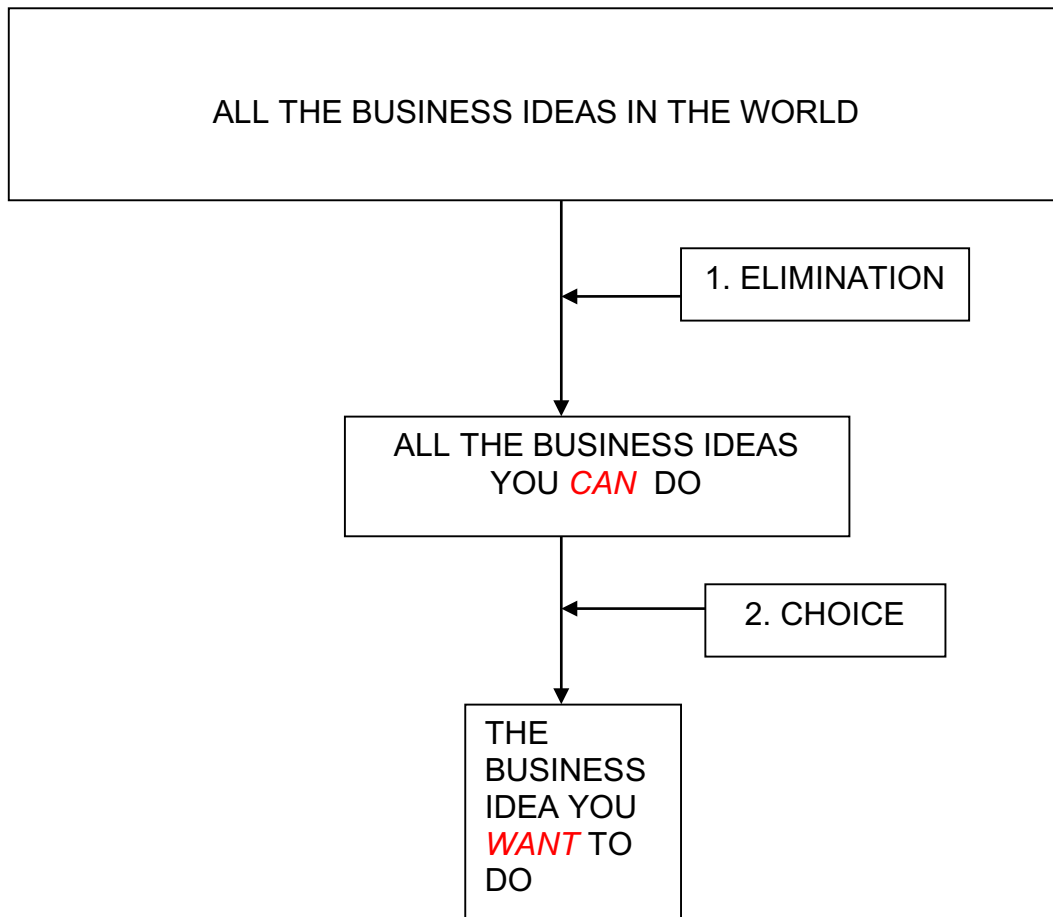 ALL THE BUSINESS IDEAS IN THE WORLD
1. ELIMINATION
ALL THE BUSINESS IDEAS
YOU CAN DO
2. CHOICE
THE
BUSINESS
IDEA YOU
WANT TO
DO